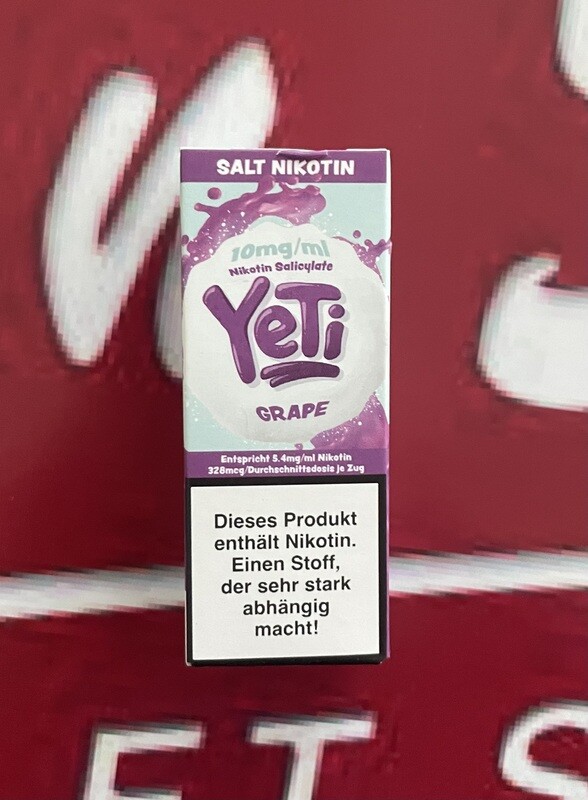 SALT NIKOTIN
10mg/ml
Nikotin Salicylate
YeTi
GRAPE
Entspricht 5.4mg/ml Nikotin
328mcg/Durchschnittsdosis je Zug
Dieses Produkt
enthält Nikotin.
Einen Stoff,
der sehr stark
abhängig
macht!